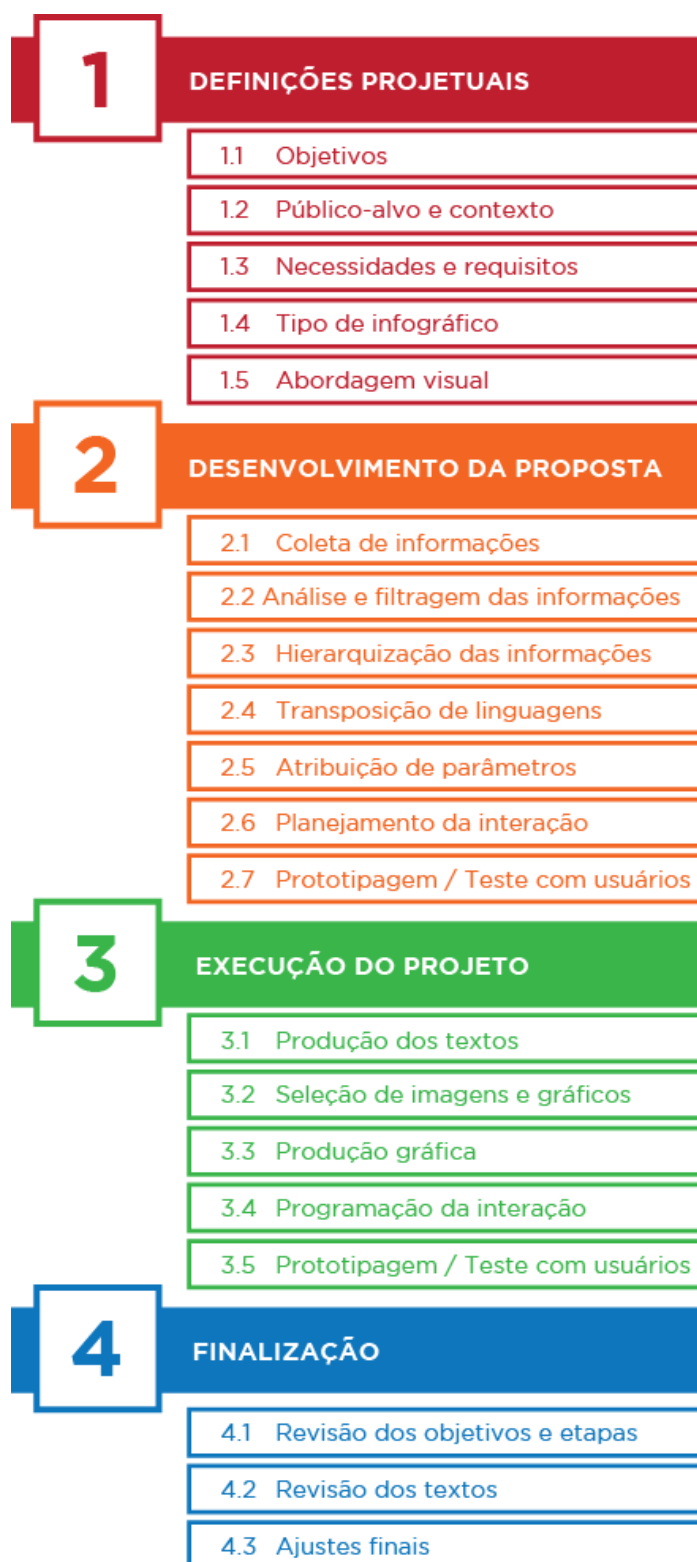 1
DEFINIÇÕES PROJETUAIS
1.1 Objetivos
1.2 Público-alvo e contexto
1.3 Necessidades e requisitos
1.4 Tipo de infográfico
1.5 Abordagem visual
2
DESENVOLVIMENTO DA PROPOSTA
2.1 Coleta de informações
2.2 Análise e filtragem das informações
2.3 Hierarquização das informações
2.4 Transposição de linguagens
2.5 Atribuição de parâmetros
2.6 Planejamento da interação
2.7 Prototipagem / Teste com usuários
3
EXECUÇÃO DO PROJETO
3.1 Produção dos textos
3.2 Seleção de imagens e gráficos
3.3 Produção gráfica
3.4 Programação da interação
3.5 Prototipagem / Teste com usuários
4
FINALIZAÇÃO
4.1 Revisão dos objetivos e etapas
4.2 Revisão dos textos
4.3 Ajustes finais